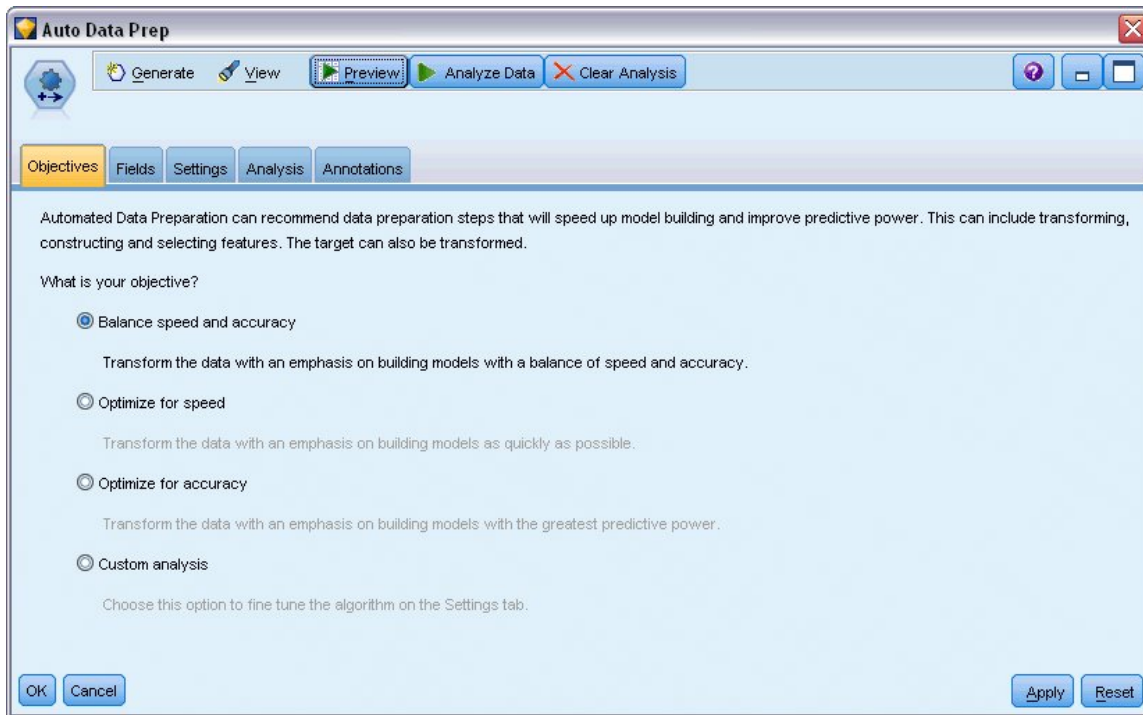 Auto Data Prep
Generate View Preview Analyze Data Clear Analysis
Objectives Fields Settings Analysis Annotations
Automated Data Preparation can recommend data preparation steps that will speed up model building and improve predictive power. This can include transforming,
constructing and selecting features. The target can also be transformed.
What is your objective?
Balance speed and accuracy
Transform the data with an emphasis on building models with a balance of speed and accuracy.
Optimize for speed
Transform the data with an emphasis on building models as quickly as possible.
Optimize for accuracy
Transform the data with an emphasis on building models with the greatest predictive power.
Custom analysis
Choose this option to fine tune the algorithm on the Settings tab.
OK Cancel Apply Reset